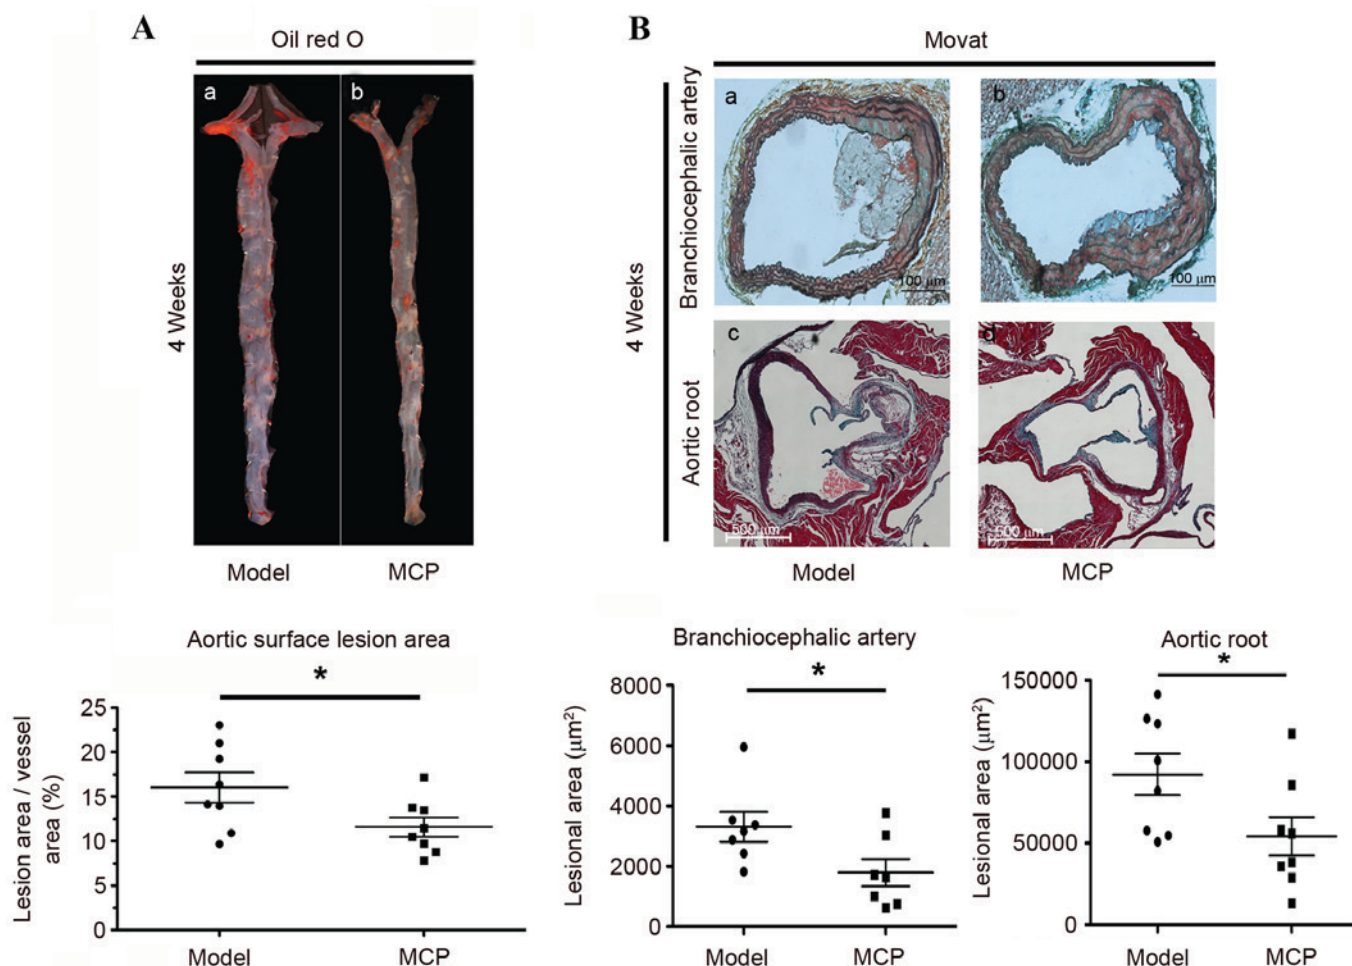 A
Oil red O
a
b
4 Weeks
Model
MCP
B
Movat
Branchiocephalic artery
a
100 µm
b
100 µm
4 Weeks
Aortic root
c
500 µm
d
500 µm
Model
MCP
Aortic surface lesion area
*
Lesion area / vessel
area (%)
25
20
15
10
5
0
Model
MCP
Branchiocephalic artery
*
Lesional area (µm²)
8000
6000
4000
2000
0
Model
MCP
Aortic root
*
Lesional area (µm²)
150000
100000
50000
0
Model
MCP